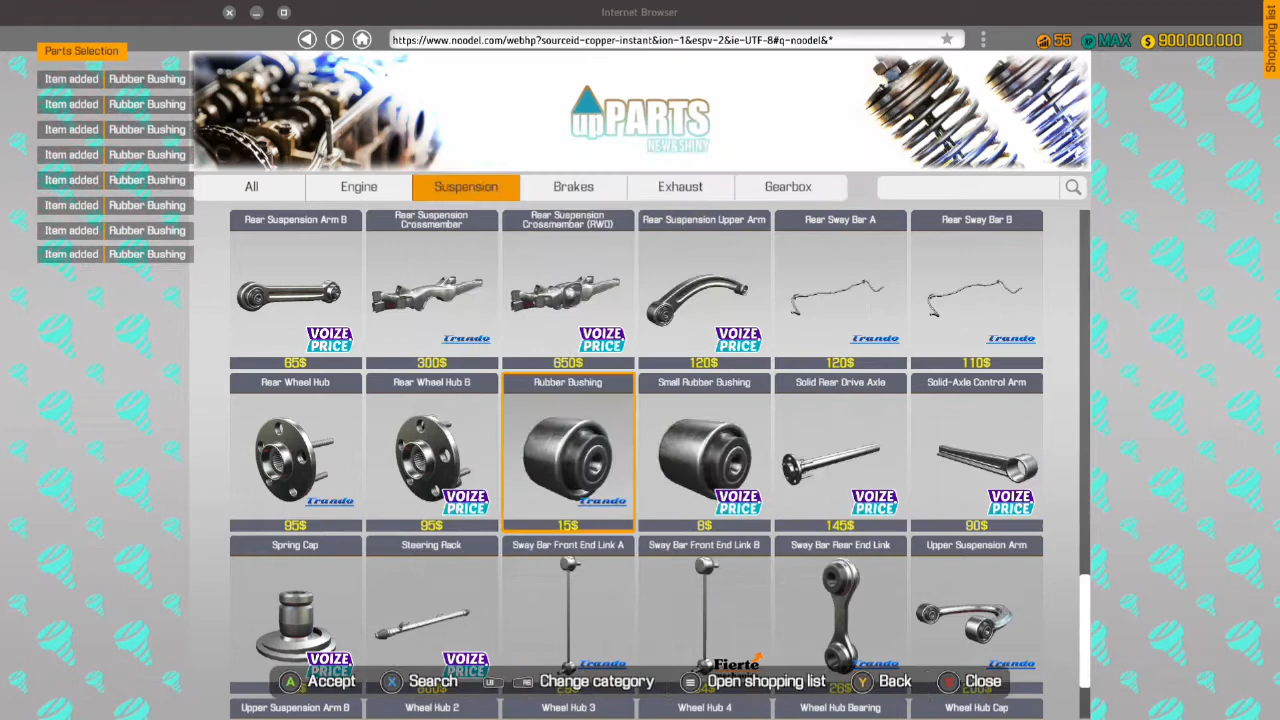 Internet Browser
https://www.noodel.com/webhp?sourceid-copper-instant&ion-1&espv-2&ie-UTF-8#q-noodel&*
55
XP MAX
$ 900,000,000
Shopping list
Parts Selection
Item added Rubber Bushing
Item added Rubber Bushing
Item added Rubber Bushing
Item added Rubber Bushing
Item added Rubber Bushing
Item added Rubber Bushing
Item added Rubber Bushing
Item added Rubber Bushing
upPARTS
NEW&SHINY
All Engine Suspension Brakes Exhaust Gearbox
Rear Suspension Arm B
Rear Suspension Crossmember
Rear Suspension Crossmember (RWD)
Rear Suspension Upper Arm
Rear Sway Bar A
Rear Sway Bar B
VOIZE PRICE
Trando
VOIZE PRICE
VOIZE PRICE
Trando
Trando
65$ 300$ 650$ 120$ 120$ 110$
Rear Wheel Hub
Rear Wheel Hub B
Rubber Bushing
Small Rubber Bushing
Solid Rear Drive Axle
Solid-Axle Control Arm
Trando
VOIZE PRICE
Trando
VOIZE PRICE
VOIZE PRICE
VOIZE PRICE
95$ 95$ 15$ 8$ 145$ 90$
Spring Cap
Steering Rack
Sway Bar Front End Link A
Sway Bar Front End Link B
Sway Bar Rear End Link
Upper Suspension Arm
VOIZE PRICE
VOIZE PRICE
Trando
Fierte
Trando
Trando
A Accept X Search LB RB Change category Open shopping list Y Back Close
Upper Suspension Arm B
Wheel Hub 2
Wheel Hub 3
Wheel Hub 4
Wheel Hub Bearing
Wheel Hub Cap